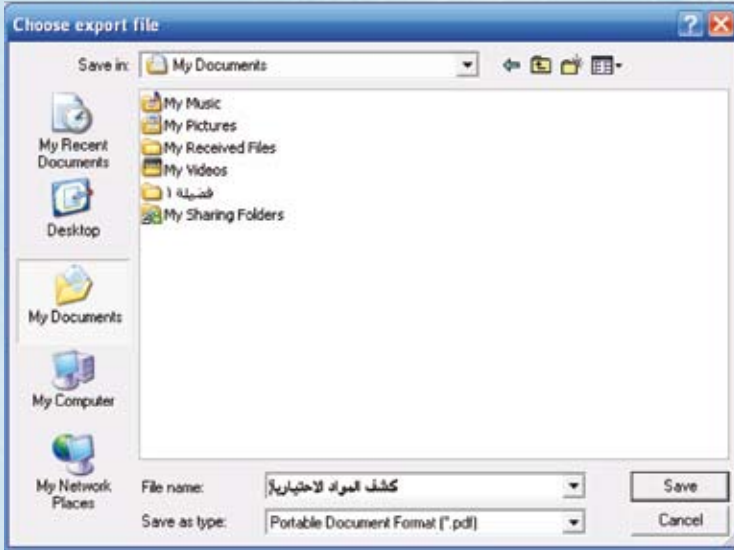 Choose export file
Save in:
My Documents
My Recent Documents
Desktop
My Documents
My Computer
My Network Places
My Music
My Pictures
My Received Files
My Videos
فضيلة ١
My Sharing Folders
File name:
كشف المواد الاختيارية
Save
Save as type:
Portable Document Format (*.pdf)
Cancel